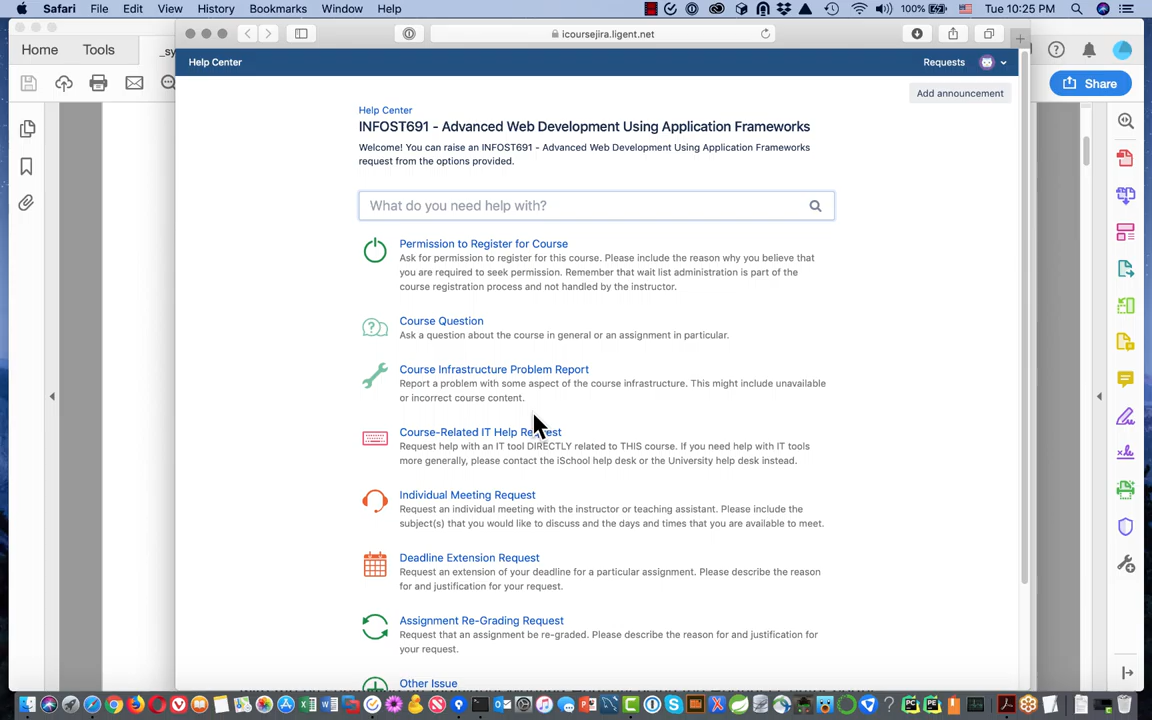 Safari File Edit View History Bookmarks Window Help 100% Tue 10:25 PM
Home Tools
icoursejira.ligent.net
Help Center Requests
Share
Add announcement
Help Center
INFOST691 - Advanced Web Development Using Application Frameworks
Welcome! You can raise an INFOST691 - Advanced Web Development Using Application Frameworks
request from the options provided.
What do you need help with?
Permission to Register for Course
Ask for permission to register for this course. Please include the reason why you believe that
you are required to seek permission. Remember that wait list administration is part of the
course registration process and not handled by the instructor.
Course Question
Ask a question about the course in general or an assignment in particular.
Course Infrastructure Problem Report
Report a problem with some aspect of the course infrastructure. This might include unavailable
or incorrect course content.
Course-Related IT Help Request
Request help with an IT tool DIRECTLY related to THIS course. If you need help with IT tools
more generally, please contact the iSchool help desk or the University help desk instead.
Individual Meeting Request
Request an individual meeting with the instructor or teaching assistant. Please include the
subject(s) that you would like to discuss and the days and times that you are available to meet.
Deadline Extension Request
Request an extension of your deadline for a particular assignment. Please describe the reason
for and justification for your request.
Assignment Re-Grading Request
Request that an assignment be re-graded. Please describe the reason for and justification for
your request.
Other Issue